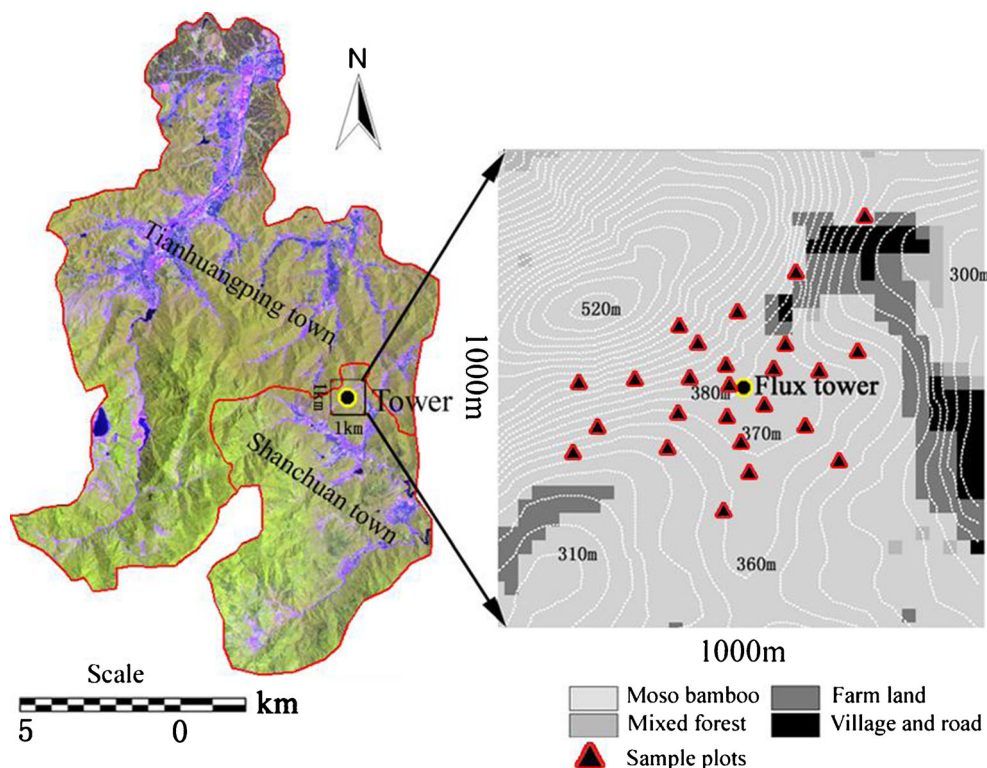 N
Tianhuangping town
Tower
1km
1km
Shanchuan town
Scale
km
5 0
300m
520m
1000m
380m
Flux tower
370m
310m
360m
1000m
Moso bamboo
Farm land
Mixed forest
Village and road
Sample plots